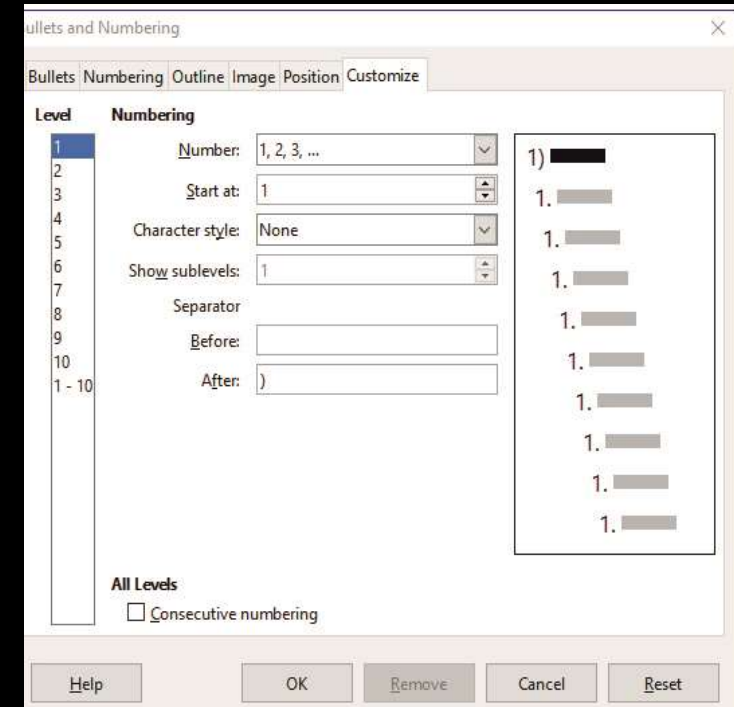 ullets and Numbering
Bullets Numbering Outline Image Position Customize
Level
1
2
3
4
5
6
7
8
9
10
1 - 10
Numbering
Number: 1, 2, 3, ...
Start at: 1
Character style: None
Show sublevels: 1
Separator
Before:
After: )
1)
1.
1.
1.
1.
1.
1.
1.
1.
1.
All Levels
Consecutive numbering
Help OK Remove Cancel Reset